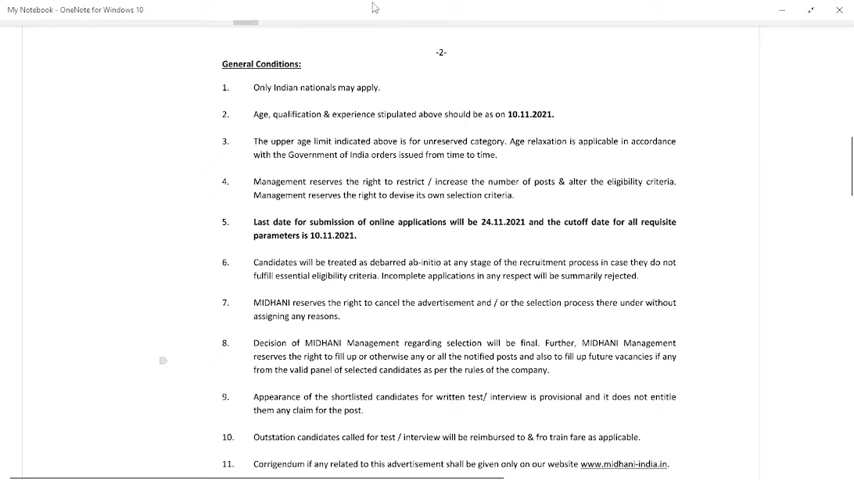 My Notebook - OneNote for Windows 10
-2-
General Conditions:
1. Only Indian nationals may apply.
2. Age, qualification & experience stipulated above should be as on 10.11.2021.
3. The upper age limit indicated above is for unreserved category. Age relaxation is applicable in accordance
with the Government of India orders issued from time to time.
4. Management reserves the right to restrict / increase the number of posts & alter the eligibility criteria.
Management reserves the right to devise its own selection criteria.
5. Last date for submission of online applications will be 24.11.2021 and the cutoff date for all requisite
parameters is 10.11.2021.
6. Candidates will be treated as debarred ab-initio at any stage of the recruitment process in case they do not
fulfill essential eligibility criteria. Incomplete applications in any respect will be summarily rejected.
7. MIDHANI reserves the right to cancel the advertisement and / or the selection process there under without
assigning any reasons.
8. Decision of MIDHANI Management regarding selection will be final. Further, MIDHANI Management
reserves the right to fill up or otherwise any or all the notified posts and also to fill up future vacancies if any
from the valid panel of selected candidates as per the rules of the company.
9. Appearance of the shortlisted candidates for written test/ interview is provisional and it does not entitle
them any claim for the post.
10. Outstation candidates called for test / interview will be reimbursed to & fro train fare as applicable.
11. Corrigendum if any related to this advertisement shall be given only on our website www.midhani-india.in.